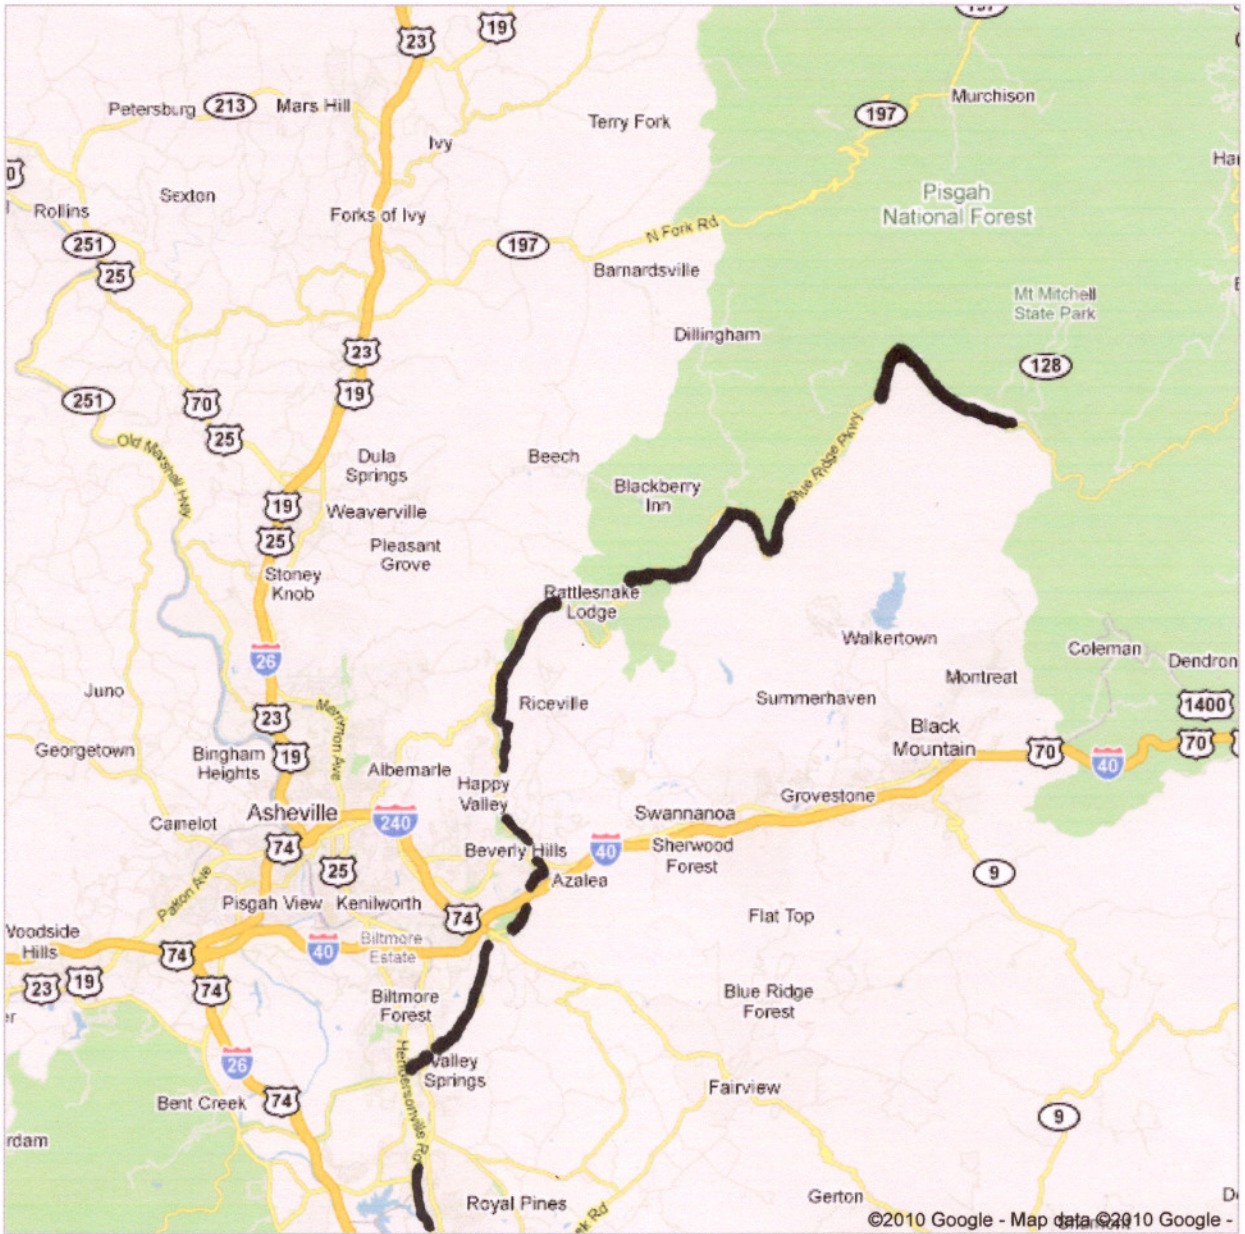 197
23
19
Petersburg
213
Mars Hill
Murchison
197
Terry Fork
Ivy
Ha
0
Sexton
Pisgah
National Forest
Rollins
Forks of Ivy
251
197
N Fork Rd
25
Barnardsville
Mt Mitchell
State Park
Dillingham
23
128
19
251
70
25
Old Marshall Hwy
Blue Ridge Pkwy
Dula
Springs
Beech
Blackberry
Inn
19
Weaverville
25
Pleasant
Grove
Stoney
Knob
Rattlesnake
Lodge
Walkertown
26
Coleman
Dendron
Juno
Montreat
Riceville
Summerhaven
1400
23
Merrimon Ave
Georgetown
Bingham
Heights
19
Black
Mountain
70
40
70
Albemarle
Happy
Valley
Grovestone
Asheville
240
Swannanoa
Camelot
74
Beverly Hills
40
Sherwood
Forest
25
Azalea
9
Patton Ave
Pisgah View
Kenilworth
74
Flat Top
Woodside
Hills
74
40
Biltmore
Estate
23
19
74
Biltmore
Forest
Blue Ridge
Forest
er
26
Hendersonville Rd
Valley
Springs
Fairview
Bent Creek
74
9
rdam
Royal Pines
Gerton
D
ek Rd
©2010 Google - Map data ©2010 Google -